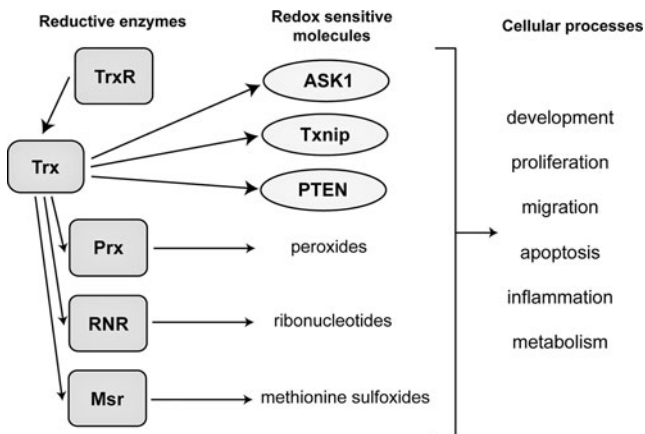 Reductive enzymes
Redox sensitive
molecules
Cellular processes
TrxR
ASK1
Trx
Txnip
PTEN
Prx
peroxides
RNR
ribonucleotides
Msr
methionine sulfoxides
development
proliferation
migration
apoptosis
inflammation
metabolism